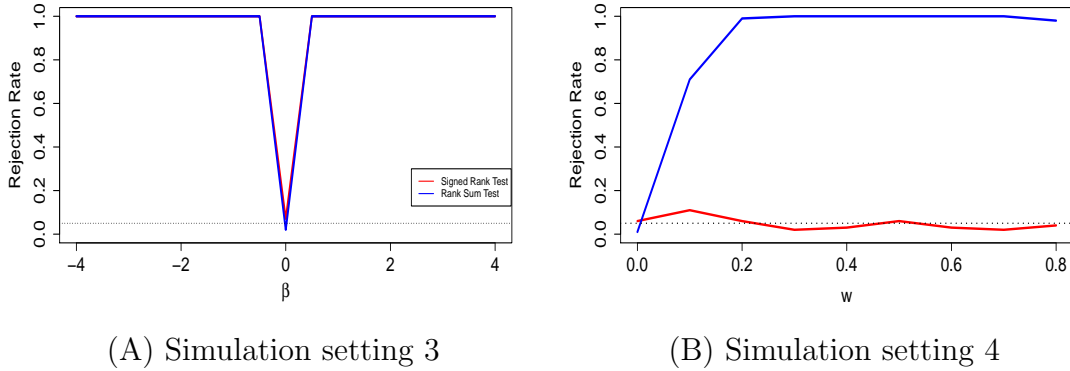 Rejection Rate
0.0 0.2 0.4 0.6 0.8 1.0
Signed Rank Test
Rank Sum Test
−4 −2 0 2 4
β
(A) Simulation setting 3
Rejection Rate
0.0 0.2 0.4 0.6 0.8 1.0
0.0 0.2 0.4 0.6 0.8
w
(B) Simulation setting 4